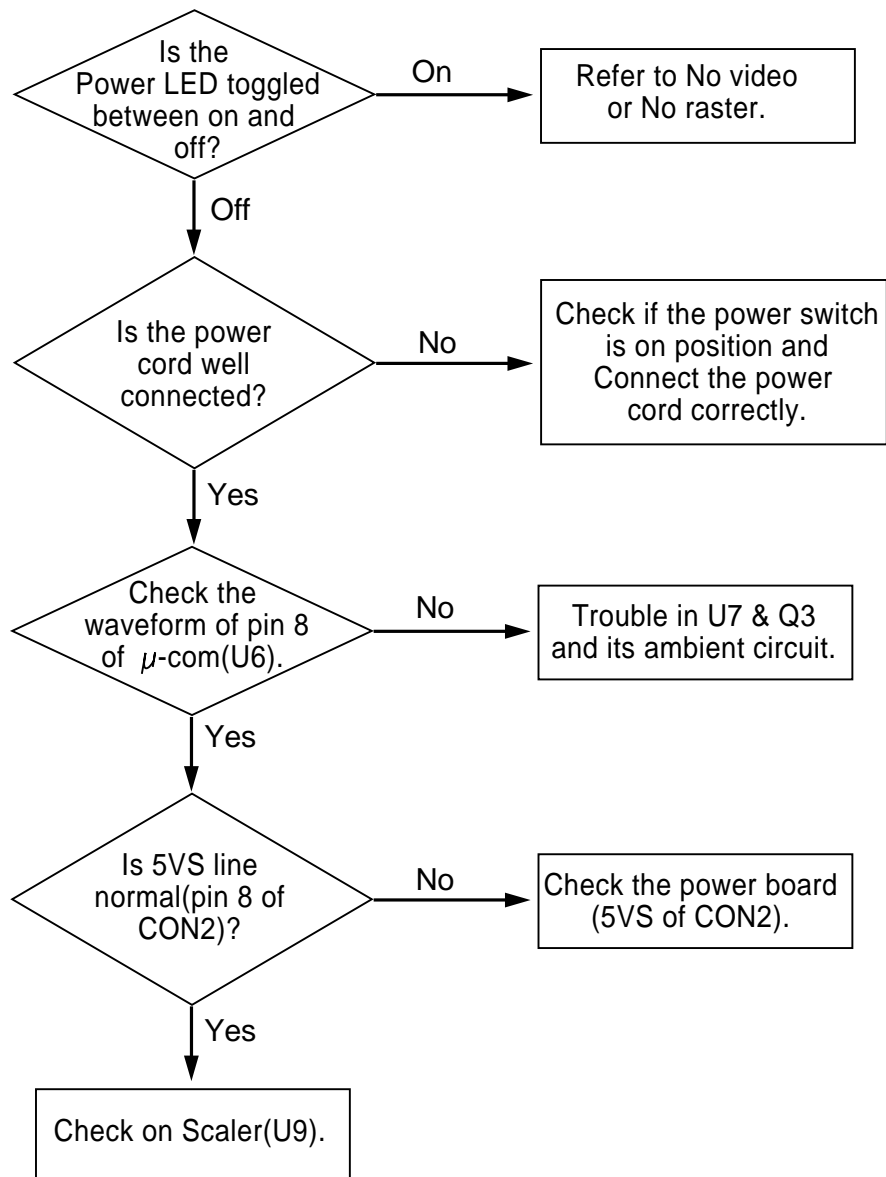 Is the
Power LED toggled
between on and
off?
On
Refer to No video
or No raster.
Off
Is the power
cord well
connected?
No
Check if the power switch
is on position and
Connect the power
cord correctly.
Yes
Check the
waveform of pin 8
of μ-com(U6).
No
Trouble in U7 & Q3
and its ambient circuit.
Yes
Is 5VS line
normal(pin 8 of
CON2)?
No
Check the power board
(5VS of CON2).
Yes
Check on Scaler(U9).